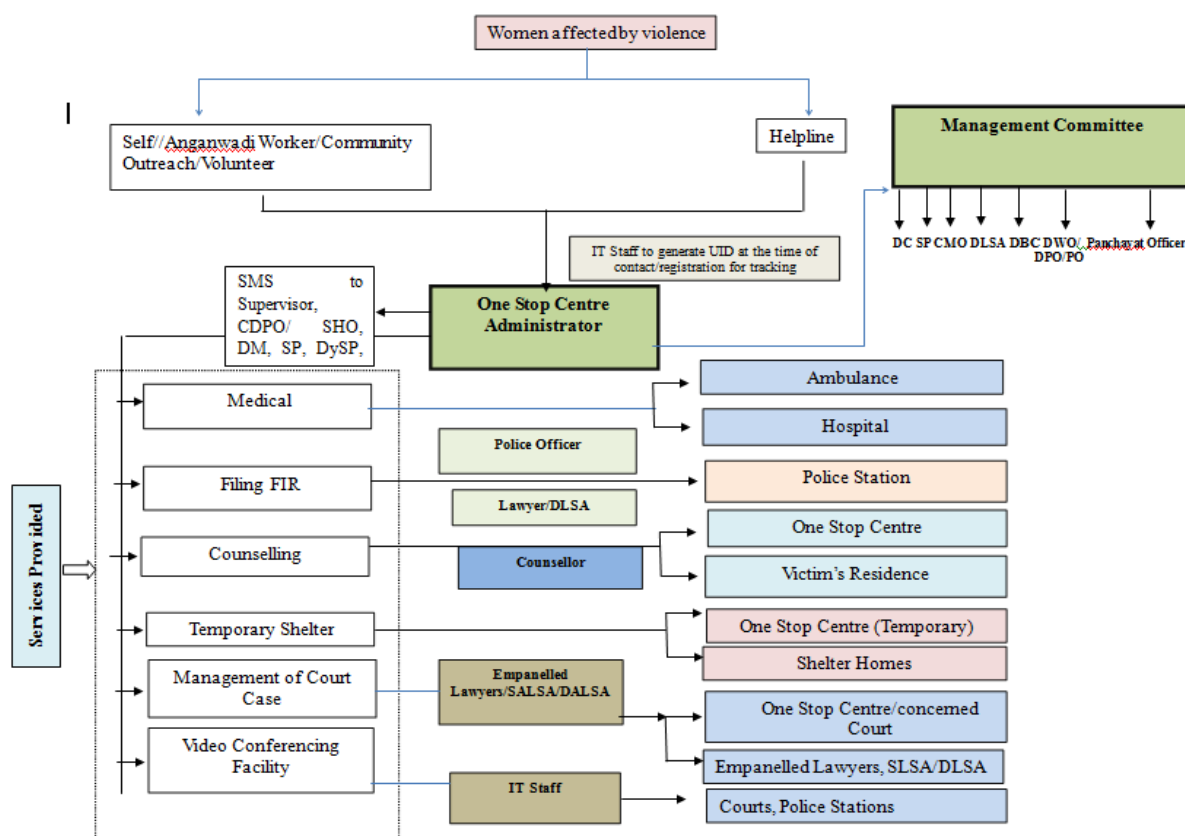 Women affected by violence
Self//Anganwadi Worker/Community
Outreach/Volunteer
Helpline
Management Committee
DC SP CMO DLSA DBC DWO/ Panchayat Officer
DPO/PO
IT Staff to generate UID at the time of
contact/registration for tracking
SMS to
Supervisor,
CDPO/ SHO,
DM, SP, DySP,
One Stop Centre
Administrator
Services Provided
Medical
Ambulance
Hospital
Police Officer
Filing FIR
Police Station
Lawyer/DLSA
Counselling
Counsellor
One Stop Centre
Victim's Residence
Temporary Shelter
One Stop Centre (Temporary)
Shelter Homes
Management of Court
Case
Empanelled
Lawyers/SALSA/DALSA
One Stop Centre/concerned
Court
Empanelled Lawyers, SLSA/DLSA
Video Conferencing
Facility
IT Staff
Courts, Police Stations